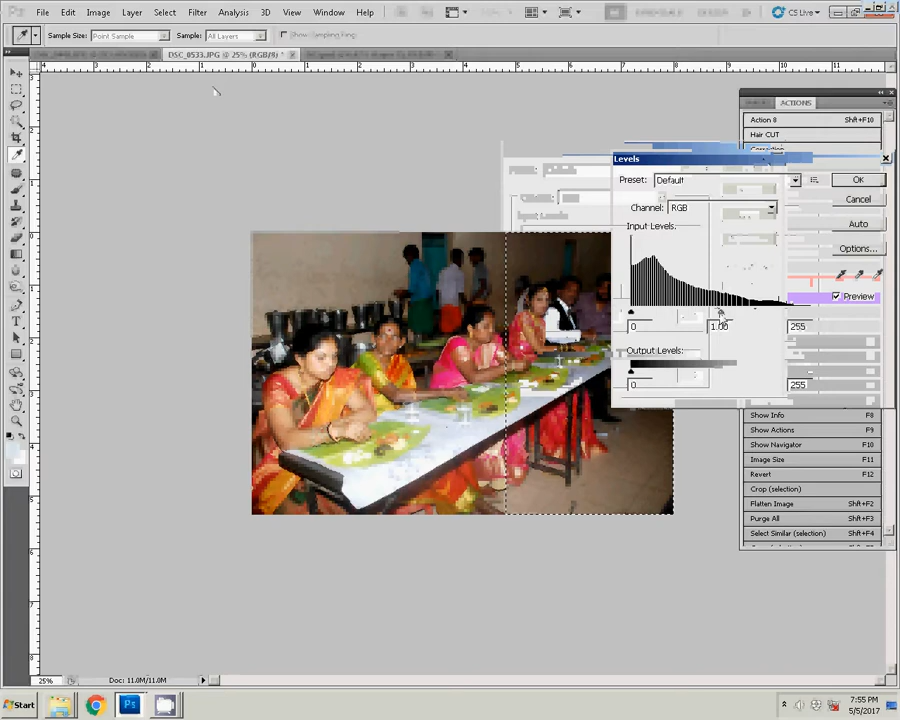 File Edit Image Layer Select Filter Analysis 3D View Window Help
CS Live
Sample Size: Point Sample Sample: All Layers
DSC_0533.JPG @ 25% (RGB/8) *
ACTIONS
Action 8 Shift+F10
Hair CUT
Levels
Preset: Default OK
Cancel
Channel: RGB
Auto
Input Levels:
Options...
Preview
0 1.00 255
Output Levels:
0 255
Show Info F8
Show Actions F9
Show Navigator F10
Image Size F11
Revert F12
Crop (selection)
Flatten Image Shift+F2
Purge All Shift+F3
Select Similar (selection) Shift+F4
25% Doc: 11.0M/11.0M
Start Ps 7:55 PM
5/5/2017